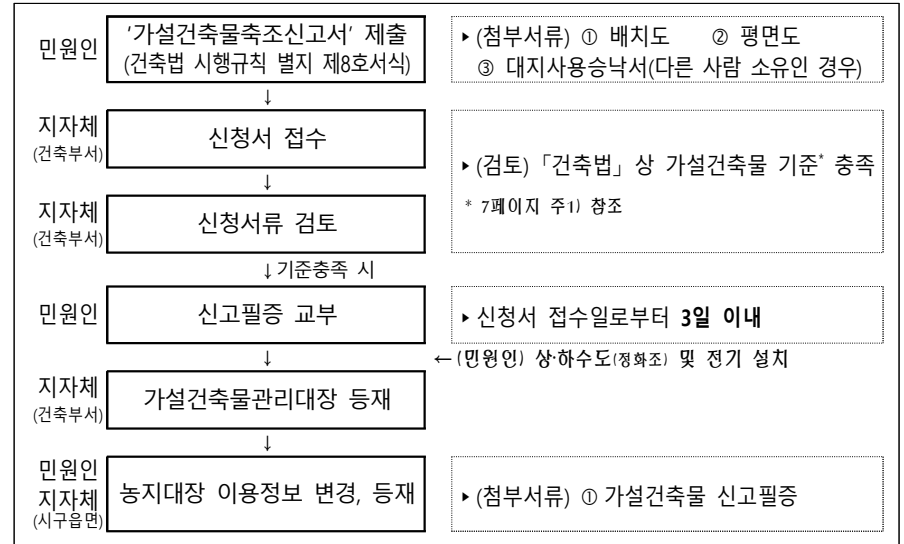 민원인
'가설건축물축조신고서' 제출
(건축법 시행규칙 별지 제8호서식)
▸(첨부서류) ① 배치도 ② 평면도
③ 대지사용승낙서(다른 사람 소유인 경우)
↓
지자체
(건축부서)
신청서 접수
↓
지자체
(건축부서)
신청서류 검토
▸(검토)「건축법」상 가설건축물 기준* 충족
* 7페이지 주1) 참조
↓기준충족 시
민원인
신고필증 교부
▸신청서 접수일로부터 3일 이내
↓
←(민원인) 상·하수도(정화조) 및 전기 설치
지자체
(건축부서)
가설건축물관리대장 등재
↓
민원인
지자체
(시구읍면)
농지대장 이용정보 변경, 등재
▸(첨부서류) ① 가설건축물 신고필증